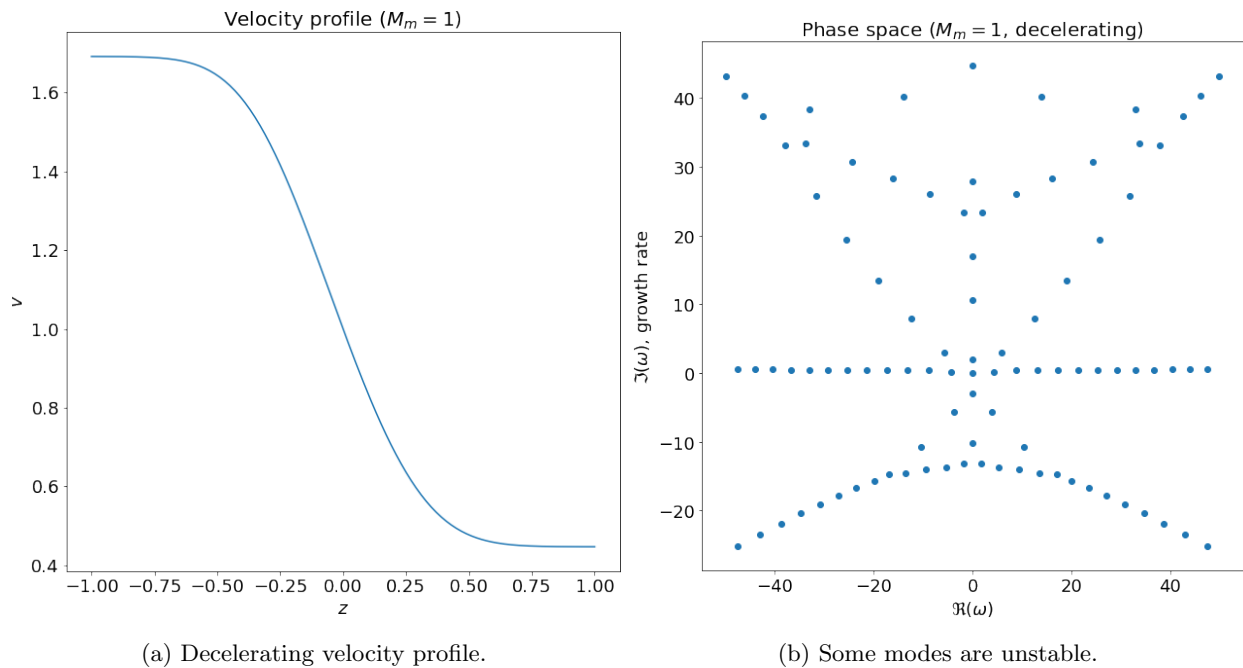 Velocity profile (M_m = 1)
1.6
1.4
1.2
1.0
0.8
0.6
0.4
v
−1.00 −0.75 −0.50 −0.25 0.00 0.25 0.50 0.75 1.00
z
(a) Decelerating velocity profile.
Phase space (M_m = 1, decelerating)
40
30
20
10
0
−10
−20
ℑ(ω), growth rate
−40 −20 0 20 40
ℜ(ω)
(b) Some modes are unstable.